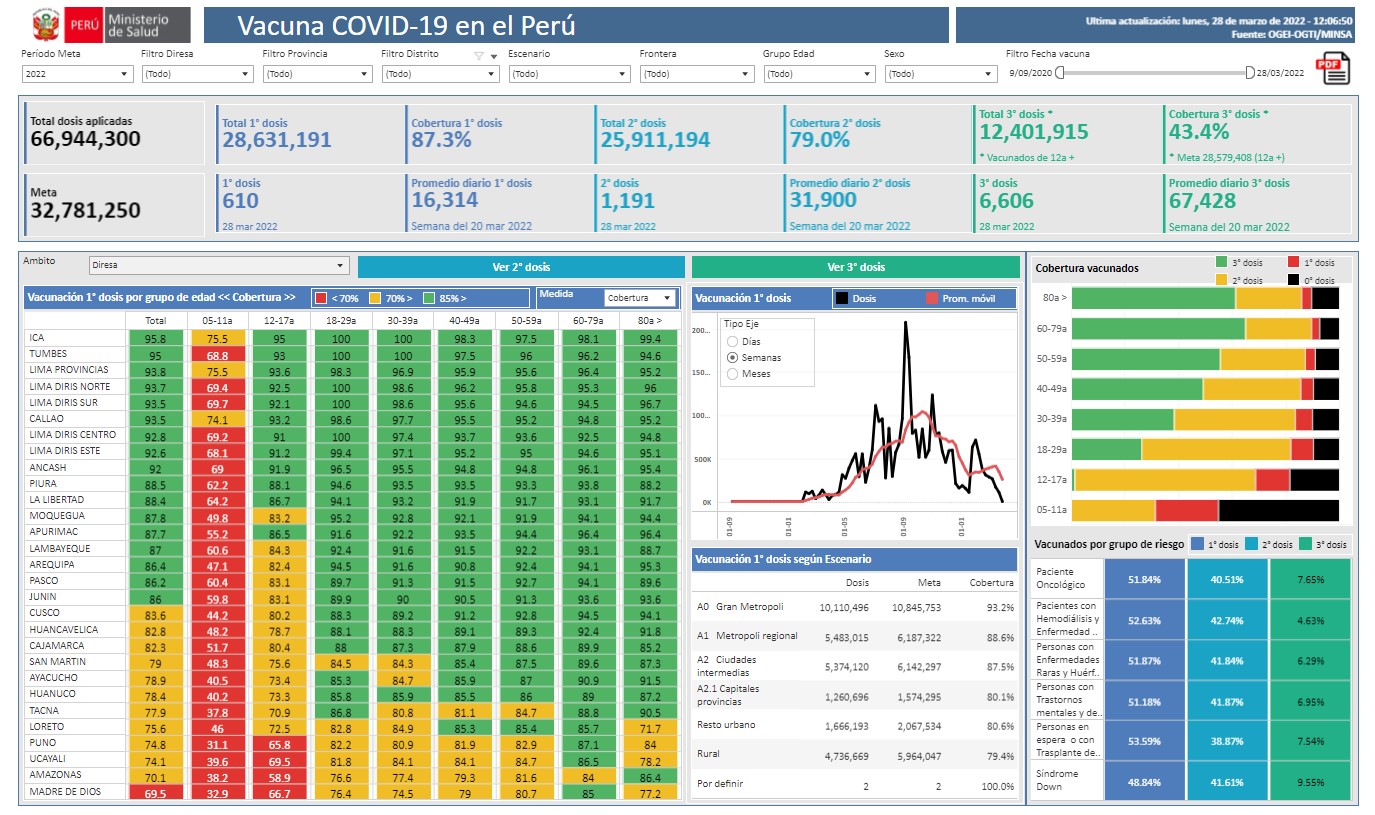 PERÚ
Ministerio
de Salud
Vacuna COVID-19 en el Perú
Ultima actualización: lunes, 28 de marzo de 2022 - 12:06:50
Fuente: OGEI-OGTI/MINSA
Período Meta
Filtro Diresa
Filtro Provincia
Filtro Distrito
Escenario
Frontera
Grupo Edad
Sexo
Filtro Fecha vacuna
2022
(Todo)
(Todo)
(Todo)
(Todo)
(Todo)
(Todo)
(Todo)
9/09/2020
28/03/2022
PDF
Total dosis aplicadas
66,944,300
Total 1° dosis
28,631,191
Cobertura 1° dosis
87.3%
Total 2° dosis
25,911,194
Cobertura 2° dosis
79.0%
Total 3° dosis *
12,401,915
* Vacunados de 12a +
Cobertura 3° dosis *
43.4%
* Meta 28,579,408 (12a +)
Meta
32,781,250
1° dosis
610
28 mar 2022
Promedio diario 1° dosis
16,314
Semana del 20 mar 2022
2° dosis
1,191
28 mar 2022
Promedio diario 2° dosis
31,900
Semana del 20 mar 2022
3° dosis
6,606
28 mar 2022
Promedio diario 3° dosis
67,428
Semana del 20 mar 2022
Ambito
Diresa
Ver 2° dosis
Ver 3° dosis
Vacunación 1° dosis por grupo de edad << Cobertura >>
< 70% 70% > 85% >
Medida
Cobertura
Total 05-11a 12-17a 18-29a 30-39a 40-49a 50-59a 60-79a 80a >
ICA 95.8 75.5 95 100 100 98.3 97.5 98.1 99.4
TUMBES 95 68.8 93 100 100 97.5 96 96.2 94.6
LIMA PROVINCIAS 93.8 75.5 93.6 98.3 96.9 95.9 95.6 96.4 95.2
LIMA DIRIS NORTE 93.7 69.4 92.5 100 98.6 96.2 95.8 95.3 96
LIMA DIRIS SUR 93.5 69.7 92.1 100 98.6 95.6 94.6 94.5 96.7
CALLAO 93.5 74.1 93.2 98.6 97.7 95.5 95.2 94.8 95.2
LIMA DIRIS CENTRO 92.8 69.2 91 100 97.4 93.7 93.6 92.5 94.8
LIMA DIRIS ESTE 92.6 68.1 91.2 99.4 97.1 95.2 95 94.6 95.1
ANCASH 92 69 91.9 96.5 95.5 94.8 94.8 96.1 95.4
PIURA 88.5 62.2 88.1 94.6 93.5 93.5 93.3 93.8 88.2
LA LIBERTAD 88.4 64.2 86.7 94.1 93.2 91.9 91.7 93.1 91.7
MOQUEGUA 87.8 49.8 83.2 95.2 92.8 92.1 91.9 94.1 94.4
APURIMAC 87.7 55.2 86.5 91.6 92.2 93.5 94.4 96.4 96.4
LAMBAYEQUE 87 60.6 84.3 92.4 91.6 91.5 92.2 93.1 88.7
AREQUIPA 86.4 47.1 82.4 94.5 91.6 90.8 92.4 94.1 95.3
PASCO 86.2 60.4 83.1 89.7 91.3 91.5 92.7 94.1 89.6
JUNIN 86 59.8 83.1 89.9 90 90.5 91.3 94.1 93.6
CUSCO 83.6 44.2 80.2 88.3 89.2 91.2 92.8 94.5 94.1
HUANCAVELICA 82.8 48.2 78.7 88.1 88.3 89.1 89.3 92.4 91.8
CAJAMARCA 82.3 51.7 80.4 88 87.3 87.9 88.6 89.9 85.2
SAN MARTIN 79 48.3 75.6 84.5 84.3 85.4 87.5 89.6 87.3
AYACUCHO 78.9 40.5 73.4 85.3 84.7 85.9 87 90.9 91.5
HUANUCO 78.4 40.2 73.3 85.8 85.9 85.5 86 89 87.2
TACNA 77.9 37.8 70.9 86.8 80.8 81.1 84.7 88.8 90.5
LORETO 75.6 46 72.5 82.8 84.9 85.3 85.4 85.7 71.7
PUNO 74.8 31.1 65.8 82.2 80.9 81.9 82.9 87.1 84
UCAYALI 74.1 39.6 69.5 81.8 84.1 84.1 84.7 86.5 78.2
AMAZONAS 70.1 38.2 58.9 76.6 77.4 79.3 81.6 84 86.4
MADRE DE DIOS 69.5 32.9 66.7 76.4 74.5 79 80.7 85 77.2
Vacunación 1° dosis
Dosis
Prom. móvil
Tipo Eje
Días
Semanas
Meses
200...
150...
100...
500K
0K
01-09 01-01 01-05 01-09 01-01
Vacunación 1° dosis según Escenario
Dosis Meta Cobertura
A0 Gran Metropoli 10,110,496 10,845,753 93.2%
A1 Metropoli regional 5,483,015 6,187,322 88.6%
A2 Ciudades
intermedias 5,374,120 6,142,297 87.5%
A2.1 Capitales
provincias 1,260,696 1,574,295 80.1%
Resto urbano 1,666,193 2,067,534 80.6%
Rural 4,736,669 5,964,047 79.4%
Por definir 2 2 100.0%
Cobertura vacunados
3° dosis 1° dosis
2° dosis 0° dosis
80a >
60-79a
50-59a
40-49a
30-39a
18-29a
12-17a
05-11a
Vacunados por grupo de riesgo
1° dosis 2° dosis 3° dosis
Paciente
Oncológico 51.84% 40.51% 7.65%
Pacientes con
Hemodiálisis y
Enfermedad .. 52.63% 42.74% 4.63%
Personas con
Enfermedades
Raras y Huérf.. 51.87% 41.84% 6.29%
Personas con
Trastornos
mentales y de.. 51.18% 41.87% 6.95%
Personas en
espera o con
Trasplante de.. 53.59% 38.87% 7.54%
Síndrome
Down 48.84% 41.61% 9.55%